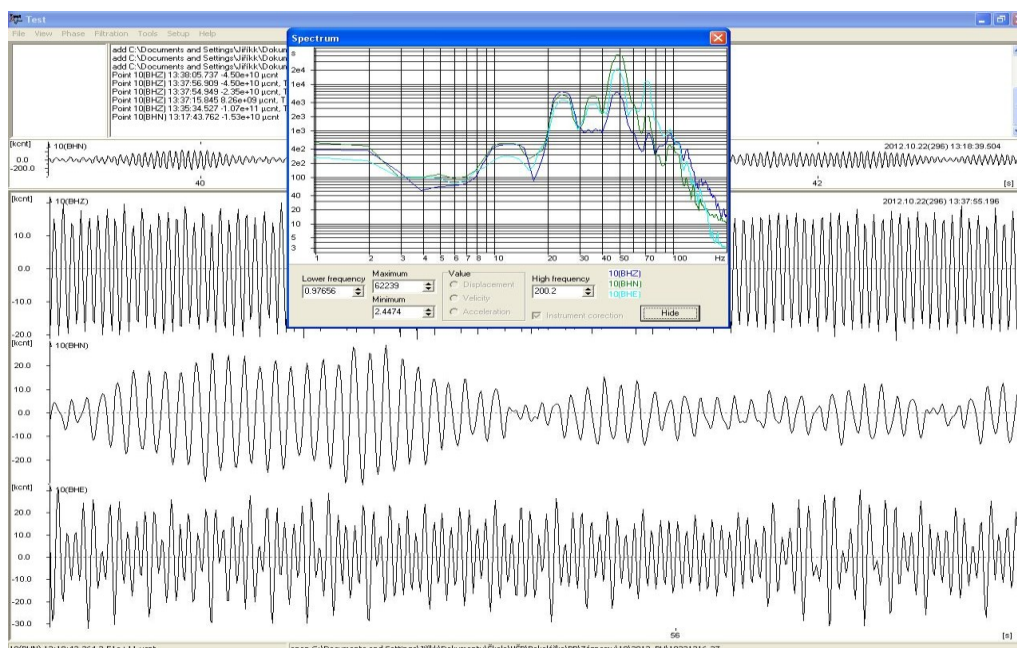 Test
File View Phase Filtration Tools Setup Help
add C:\Documents and Settings\Jiříkk\Dokun
add C:\Documents and Settings\Jiříkk\Dokun
add C:\Documents and Settings\Jiříkk\Dokun
Point 10(BHZ) 13:38:05.737 -4.50e+10 µcnt
Point 10(BHZ) 13:37:56.909 -4.50e+10 µcnt, T
Point 10(BHZ) 13:37:54.949 -2.35e+10 µcnt, T
Point 10(BHZ) 13:37:15.845 8.26e+09 µcnt, T
Point 10(BHZ) 13:35:34.527 -1.07e+11 µcnt, T
Point 10(BHN) 13:17:43.762 -1.53e+10 µcnt
Spectrum
s
2e4
1e4
4e3
2e3
1e3
4e2
2e2
100
40
20
10
5
3
1 2 3 4 5 6 7 8 10 20 30 40 50 70 100 Hz
Lower frequency
0.97656
Maximum
62239
Minimum
2.4474
Value
Displacement
Velocity
Acceleration
High frequency
200.2
Instrument corection
10(BHZ)
10(BHN)
10(BHE)
Hide
[kcnt] 10(BHN) 2012.10.22(296) 13:18:39.504
0.0
-200.0
40 42 [s]
[kcnt] 10(BHZ) 2012.10.22(296) 13:37:55.196
10.0
0.0
-10.0
-20.0
[kcnt] 10(BHN)
20.0
10.0
0.0
-10.0
-20.0
[kcnt] 10(BHE)
20.0
10.0
0.0
-10.0
-20.0
-30.0
56 [s]